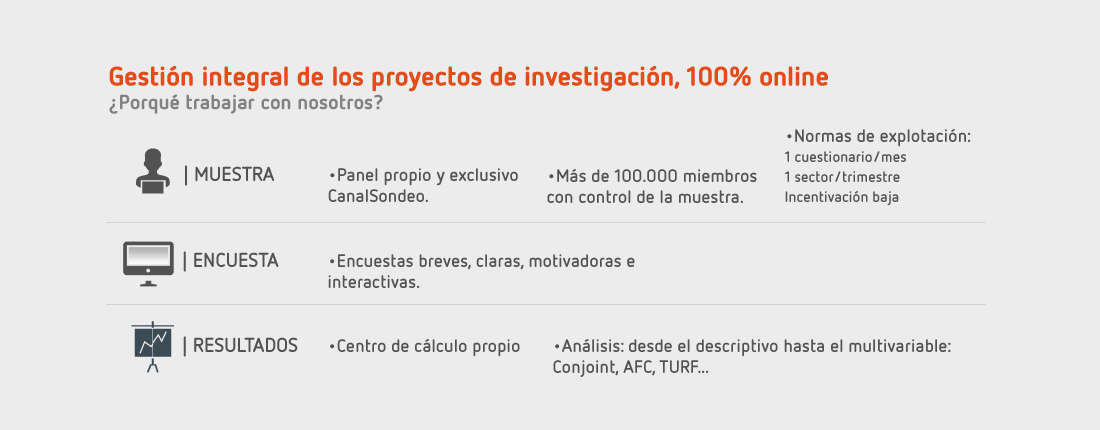 Gestión integral de los proyectos de investigación, 100% online
¿Porqué trabajar con nosotros?
| MUESTRA
•Panel propio y exclusivo
CanalSondeo.
•Más de 100.000 miembros
con control de la muestra.
•Normas de explotación:
1 cuestionario/mes
1 sector/trimestre
Incentivación baja
| ENCUESTA
•Encuestas breves, claras, motivadoras e
interactivas.
| RESULTADOS
•Centro de cálculo propio
•Análisis: desde el descriptivo hasta el multivariable:
Conjoint, AFC, TURF...